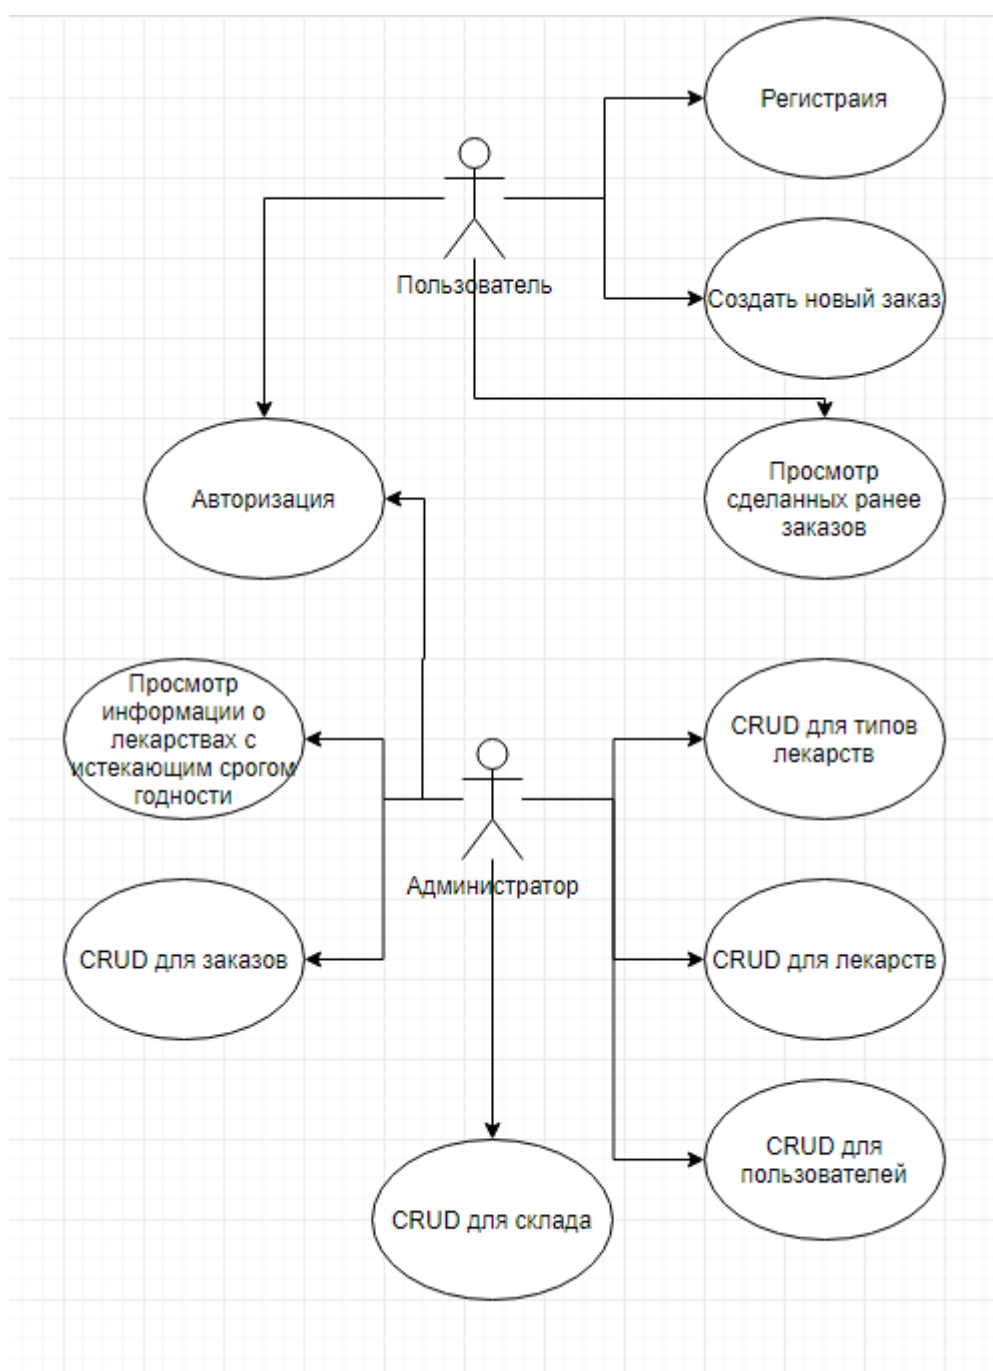 Регистраия
Пользователь
Создать новый заказ
Авторизация
Просмотр
сделанных ранее
заказов
Просмотр
информации о
лекарствах с
истекающим срогом
годности
CRUD для типов
лекарств
Администратор
CRUD для заказов
CRUD для лекарств
CRUD для
пользователей
CRUD для склада